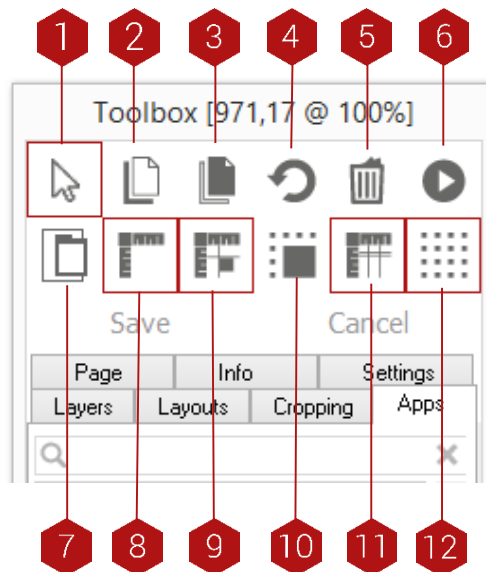 1 2 3 4 5 6
Toolbox [971,17 @ 100%]
Save Cancel
Page Info Settings
Layers Layouts Cropping Apps
7 8 9 10 11 12